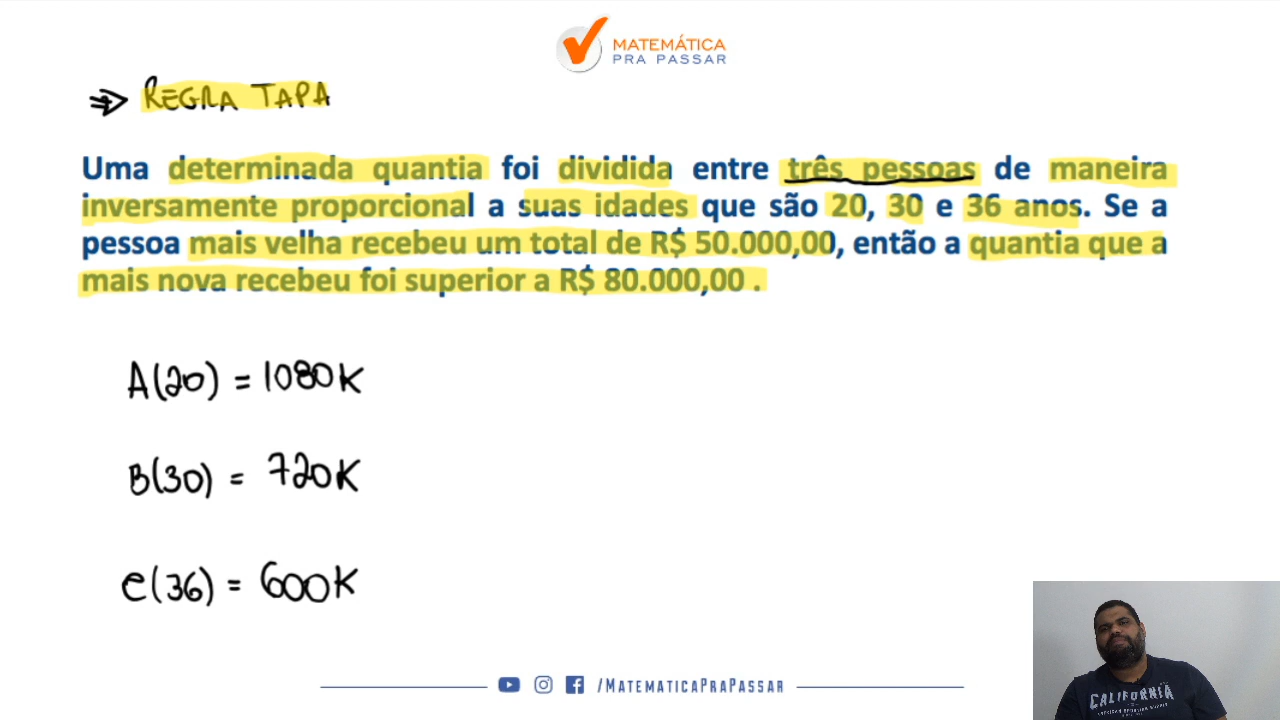 MATEMÁTICA
PRA PASSAR
⇒ REGRA TAPA
Uma determinada quantia foi dividida entre três pessoas de maneira
inversamente proporcional a suas idades que são 20, 30 e 36 anos. Se a
pessoa mais velha recebeu um total de R$ 50.000,00, então a quantia que a
mais nova recebeu foi superior a R$ 80.000,00 .
A(20) = 1080K
B(30) = 720K
C(36) = 600K
CALIFORNIA
/MATEMATICAPRAPASSAR